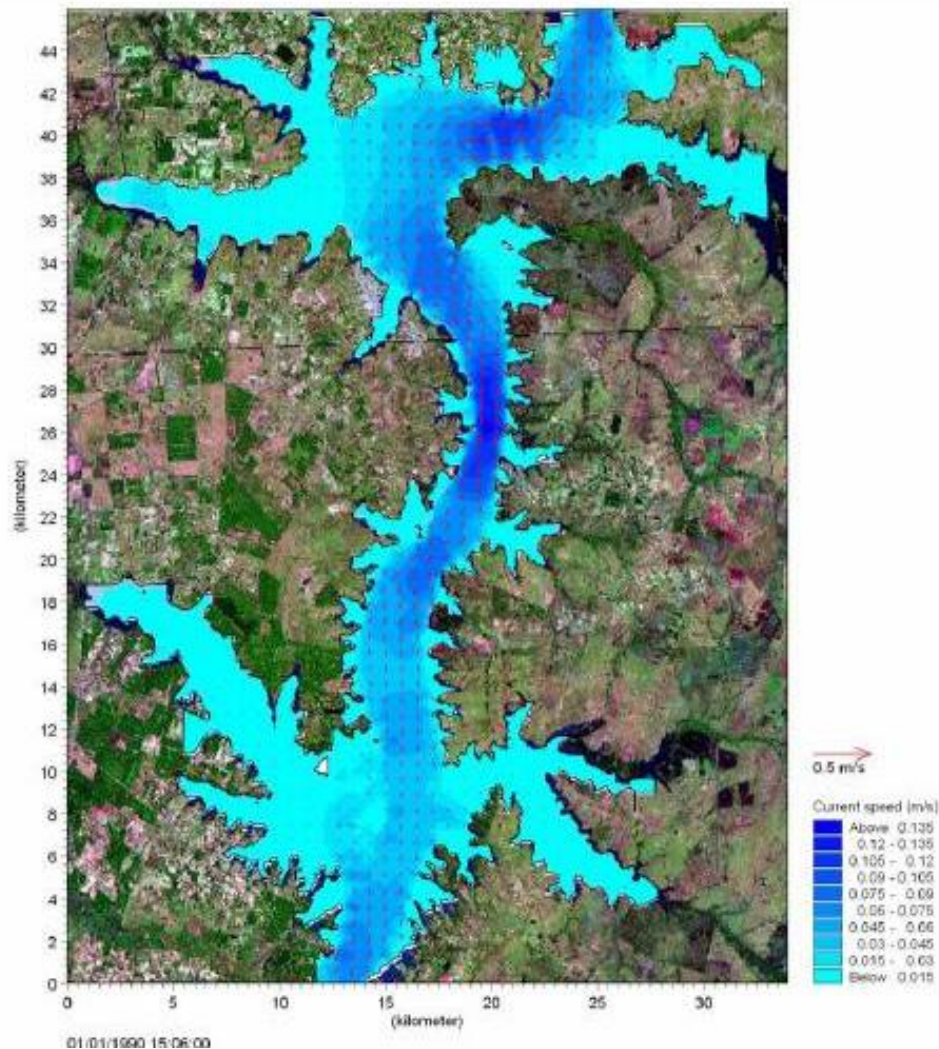 44
42
40
38
36
34
32
30
28
26
24
22
20
18
16
14
12
10
8
6
4
2
0
(kilometer)
0 5 10 15 20 25 30
(kilometer)
01/01/1990 15:06:00
0.5 m/s
Current speed (m/s)
Above 0.135
0.12 - 0.135
0.105 - 0.12
0.09 - 0.105
0.075 - 0.09
0.06 - 0.075
0.045 - 0.06
0.03 - 0.045
0.015 - 0.03
Below 0.015